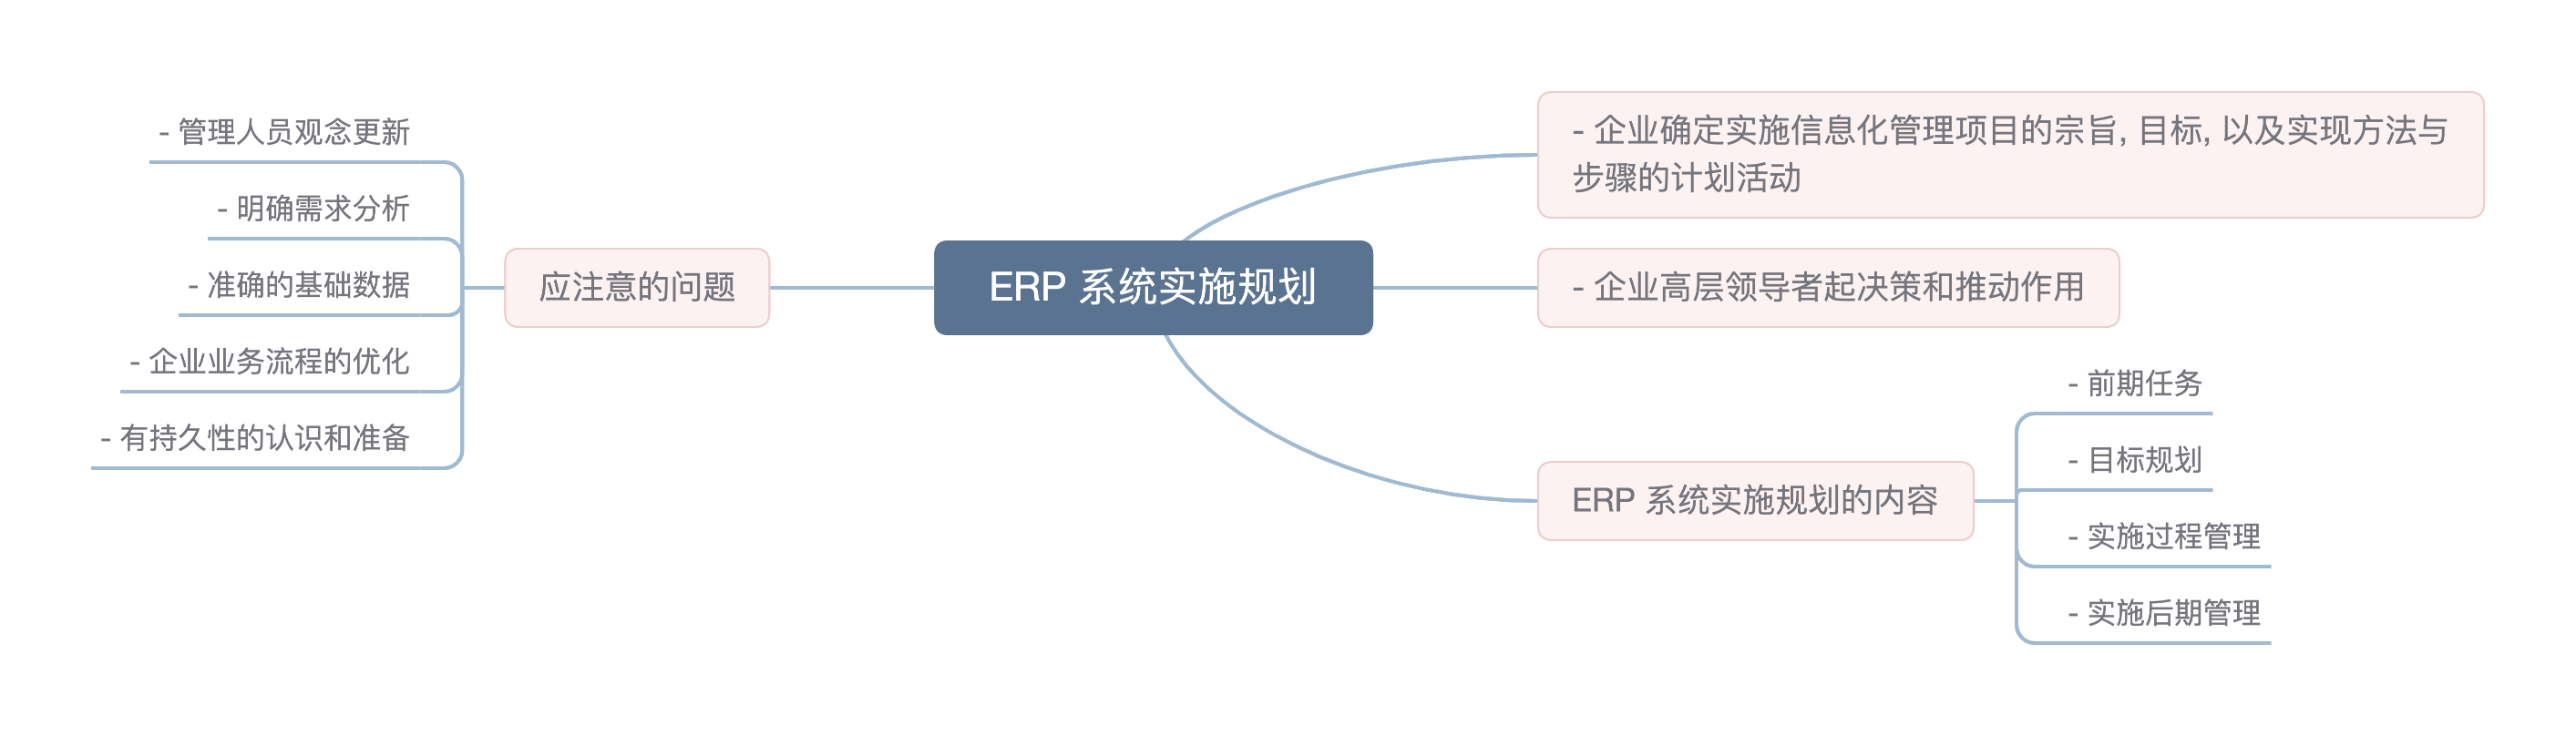 ERP 系统实施规划
- 企业确定实施信息化管理项目的宗旨, 目标, 以及实现方法与
步骤的计划活动
- 企业高层领导者起决策和推动作用
ERP 系统实施规划的内容
- 前期任务
- 目标规划
- 实施过程管理
- 实施后期管理
应注意的问题
- 管理人员观念更新
- 明确需求分析
- 准确的基础数据
- 企业业务流程的优化
- 有持久性的认识和准备